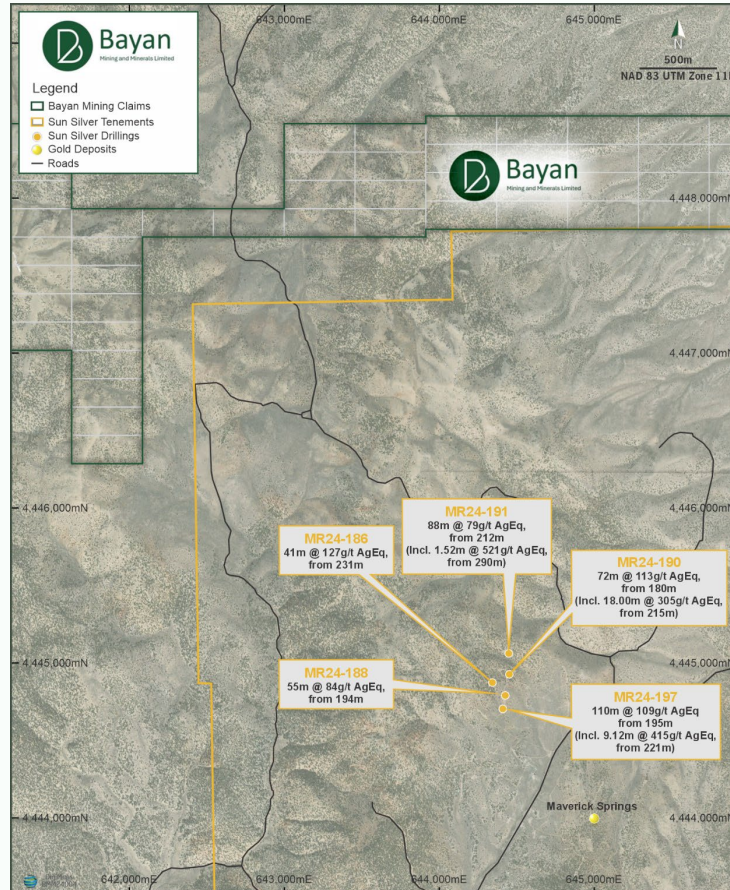 643,000mE
644,000mE
645,000mE
Bayan
Mining and Minerals Limited
N
500m
NAD 83 UTM Zone 11N
Legend
Bayan Mining Claims
Sun Silver Tenements
Sun Silver Drillings
Gold Deposits
Roads
Bayan
Mining and Minerals Limited
4,448,000mN
4,447,000mN
4,446,000mN
4,446,000mN
MR24-191
88m @ 79g/t AgEq,
from 212m
(Incl. 1.52m @ 521g/t AgEq,
from 290m)
MR24-186
41m @ 127g/t AgEq,
from 231m
MR24-190
72m @ 113g/t AgEq,
from 180m
(Incl. 18.00m @ 305g/t AgEq,
from 215m)
4,445,000mN
4,445,000mN
MR24-188
55m @ 84g/t AgEq,
from 194m
MR24-197
110m @ 109g/t AgEq
from 195m
(Incl. 9.12m @ 415g/t AgEq,
from 221m)
Maverick Springs
4,444,000mN
4,444,000mN
642,000mE
643,000mE
644,000mE
645,000mE